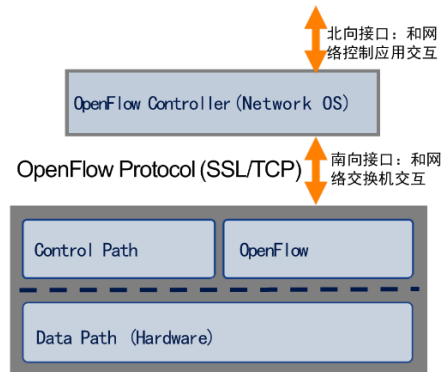 北向接口：和网
络控制应用交互
OpenFlow Controller(Network OS)
OpenFlow Protocol (SSL/TCP)
南向接口：和网
络交换机交互
Control Path
OpenFlow
Data Path (Hardware)